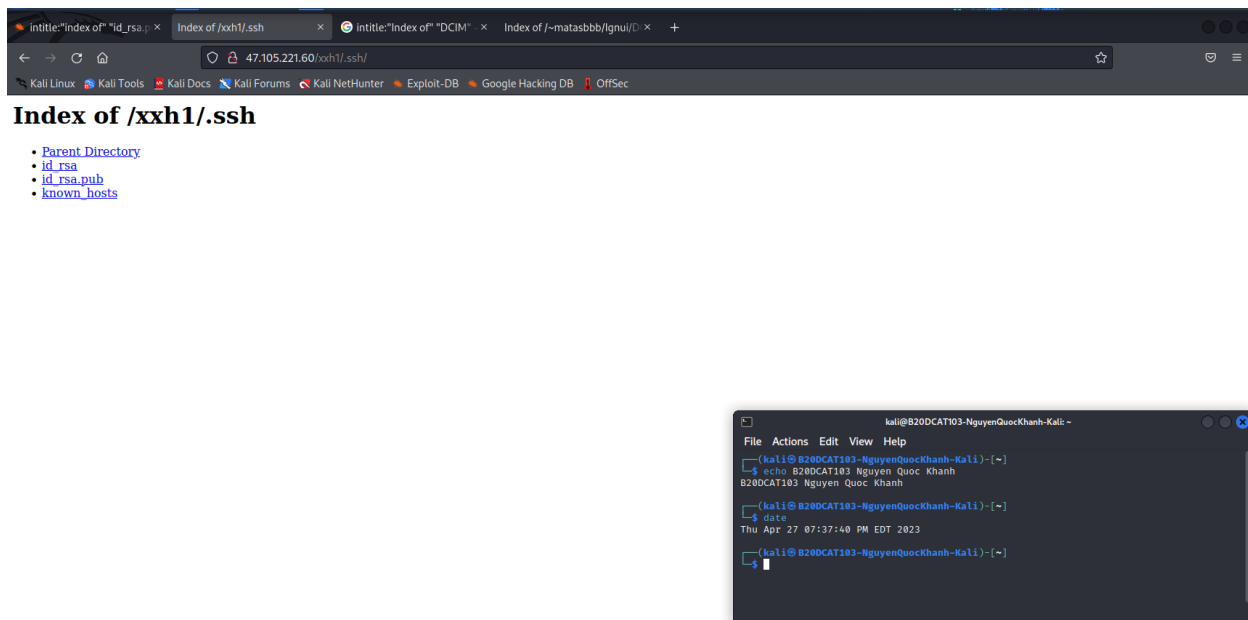 intitle:"index of" "id_rsa.p
Index of /xxh1/.ssh
intitle:"Index of" "DCIM" -
Index of /~matasbbb/lgnui/D
47.105.221.60/xxh1/.ssh/
Kali Linux Kali Tools Kali Docs Kali Forums Kali NetHunter Exploit-DB Google Hacking DB OffSec
Index of /xxh1/.ssh
Parent Directory
id_rsa
id_rsa.pub
known_hosts
kali@B20DCAT103-NguyenQuocKhanh-Kali: ~
File Actions Edit View Help
┌──(kali㉿B20DCAT103-NguyenQuocKhanh-Kali)-[~]
└─$ echo B20DCAT103 Nguyen Quoc Khanh
B20DCAT103 Nguyen Quoc Khanh
┌──(kali㉿B20DCAT103-NguyenQuocKhanh-Kali)-[~]
└─$ date
Thu Apr 27 07:37:40 PM EDT 2023
┌──(kali㉿B20DCAT103-NguyenQuocKhanh-Kali)-[~]
└─$